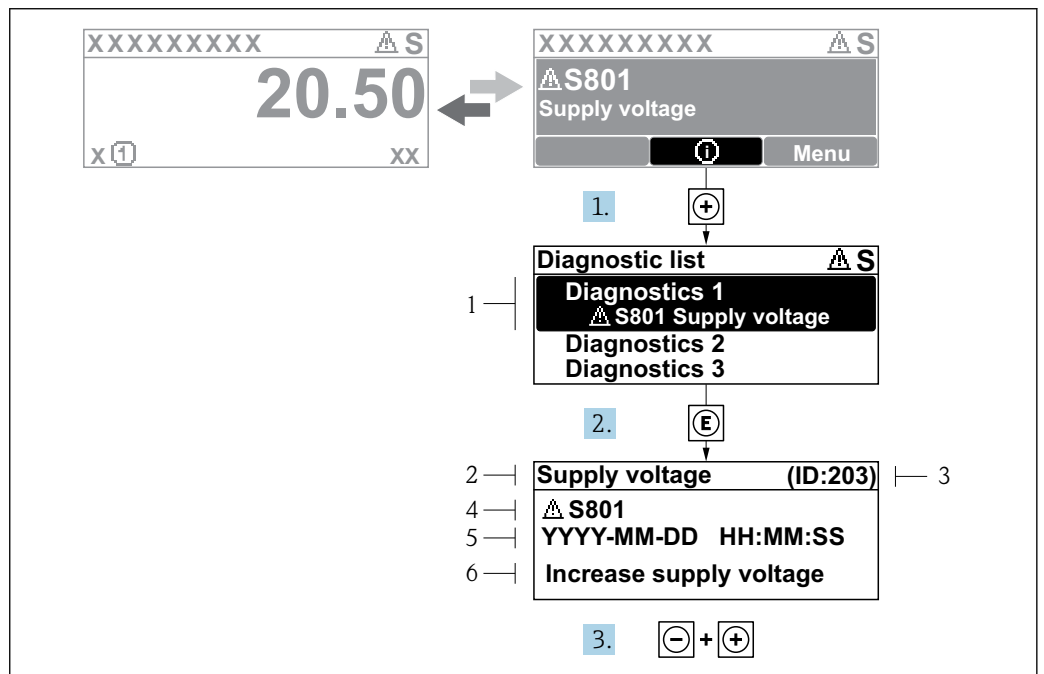 XXXXXXXXX ⚠ S
20.50
x ① xx
XXXXXXXXX ⚠ S
⚠S801
Supply voltage
ⓘ Menu
1. +
Diagnostic list ⚠ S
1 Diagnostics 1
⚠ S801 Supply voltage
Diagnostics 2
Diagnostics 3
2. E
2 Supply voltage (ID:203) 3
4 ⚠ S801
5 YYYY-MM-DD HH:MM:SS
6 Increase supply voltage
3. - + +